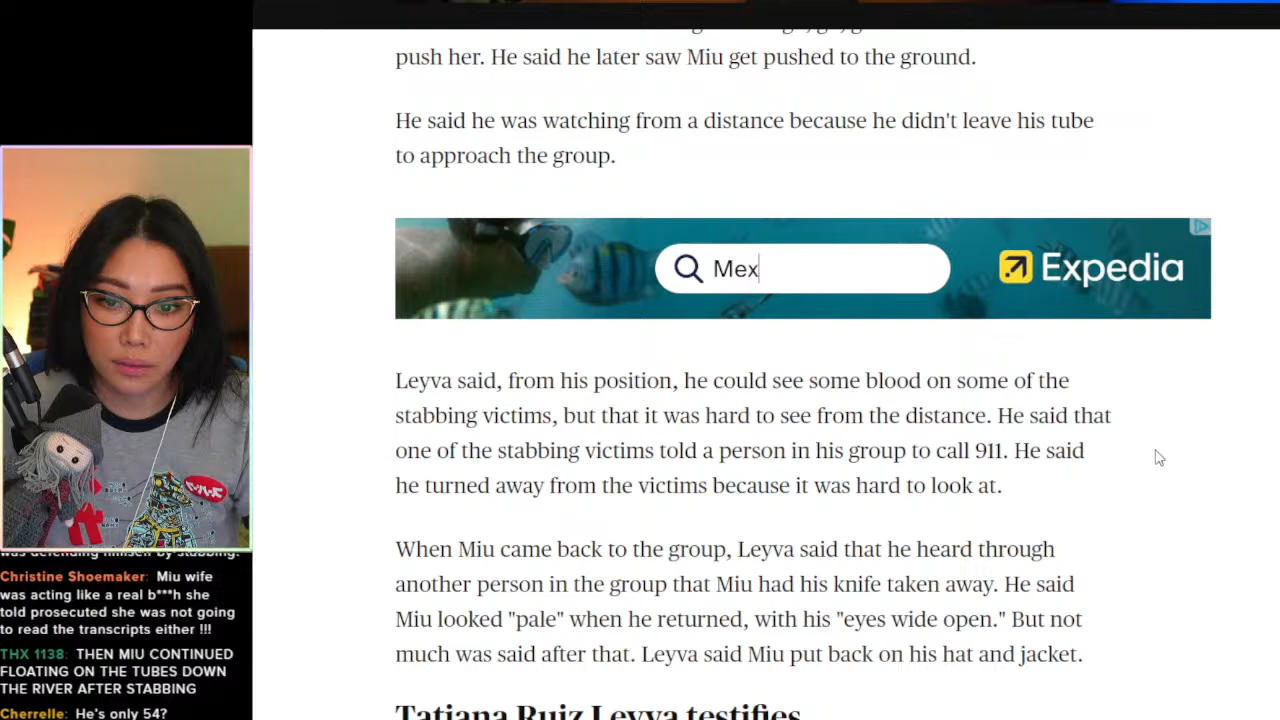 push her. He said he later saw Miu get pushed to the ground.
He said he was watching from a distance because he didn't leave his tube
to approach the group.
Mex
Expedia
Leyva said, from his position, he could see some blood on some of the
stabbing victims, but that it was hard to see from the distance. He said that
one of the stabbing victims told a person in his group to call 911. He said
he turned away from the victims because it was hard to look at.
When Miu came back to the group, Leyva said that he heard through
another person in the group that Miu had his knife taken away. He said
Miu looked "pale" when he returned, with his "eyes wide open." But not
much was said after that. Leyva said Miu put back on his hat and jacket.
Tatiana Ruiz Leyva testifies
was defending himself by stabbing.
Christine Shoemaker: Miu wife
was acting like a real b***h she
told prosecuted she was not going
to read the transcripts either !!!
THX 1138: THEN MIU CONTINUED
FLOATING ON THE TUBES DOWN
THE RIVER AFTER STABBING
Cherrelle: He's only 54?